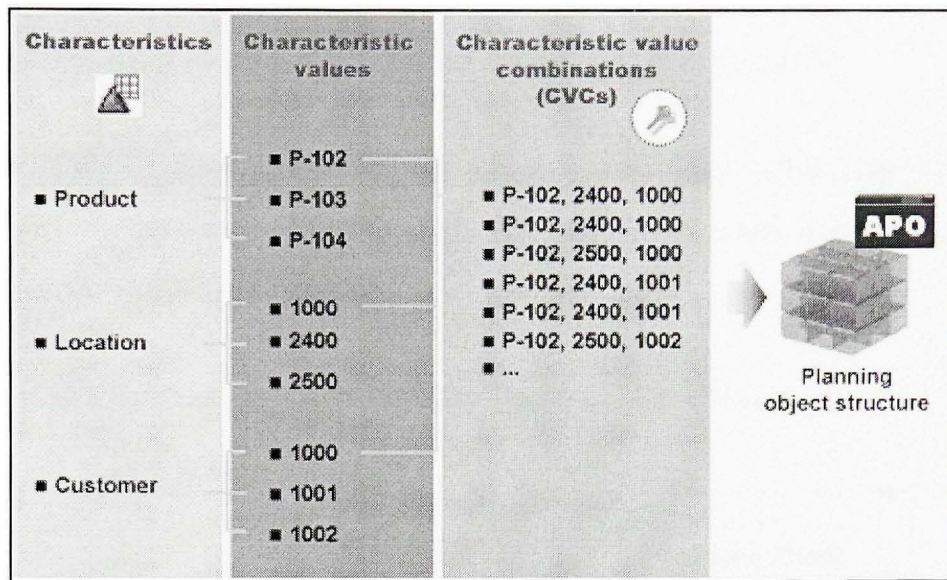 Characteristics
Characteristic
values
Characteristic value
combinations
(CVCs)
■ Product
■ P-102
■ P-103
■ P-104
■ Location
■ 1000
■ 2400
■ 2500
■ Customer
■ 1000
■ 1001
■ 1002
■ P-102, 2400, 1000
■ P-102, 2400, 1000
■ P-102, 2500, 1000
■ P-102, 2400, 1001
■ P-102, 2400, 1001
■ P-102, 2500, 1002
■ ...
APO
Planning
object structure